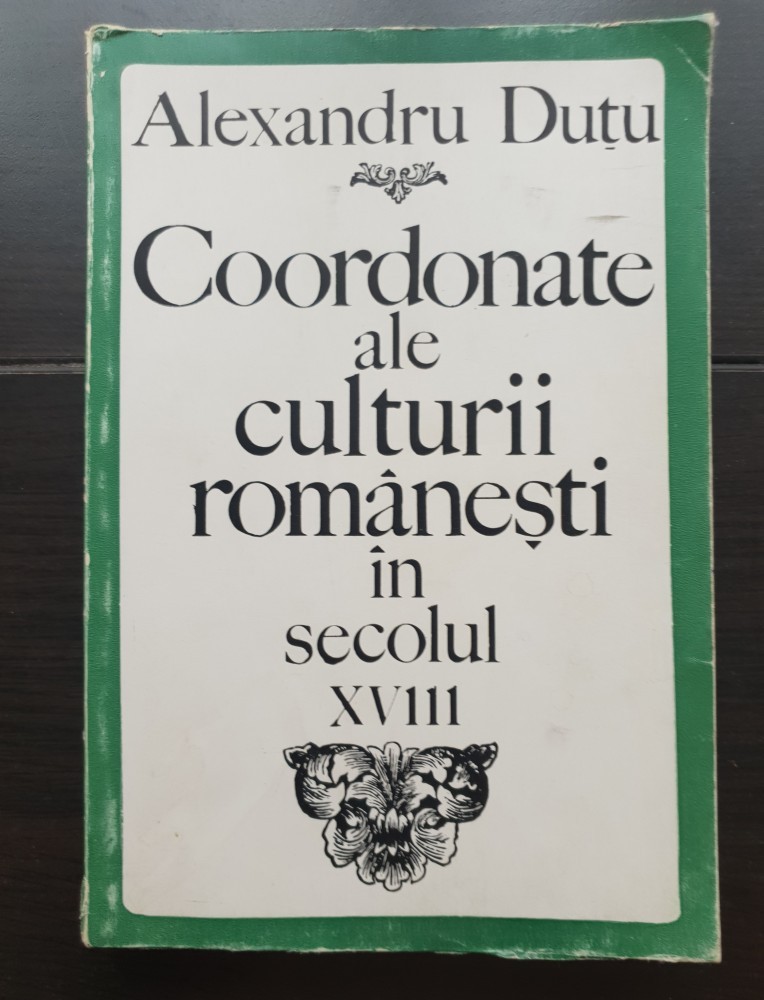 Alexandru Duțu
Coordonate
ale
culturii
românești
în
secolul
XVIII